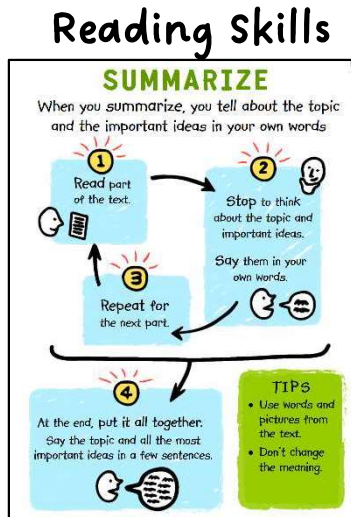 Reading Skills
SUMMARIZE
When you summarize, you tell about the topic
and the important ideas in your own words
1
Read part
of the text.
2
Stop to think
about the topic and
important ideas.
Say them in your
own words.
3
Repeat for
the next part.
4
At the end, put it all together.
Say the topic and all the most
important ideas in a few sentences.
TIPS
• Use words and
pictures from
the text.
• Don't change
the meaning.